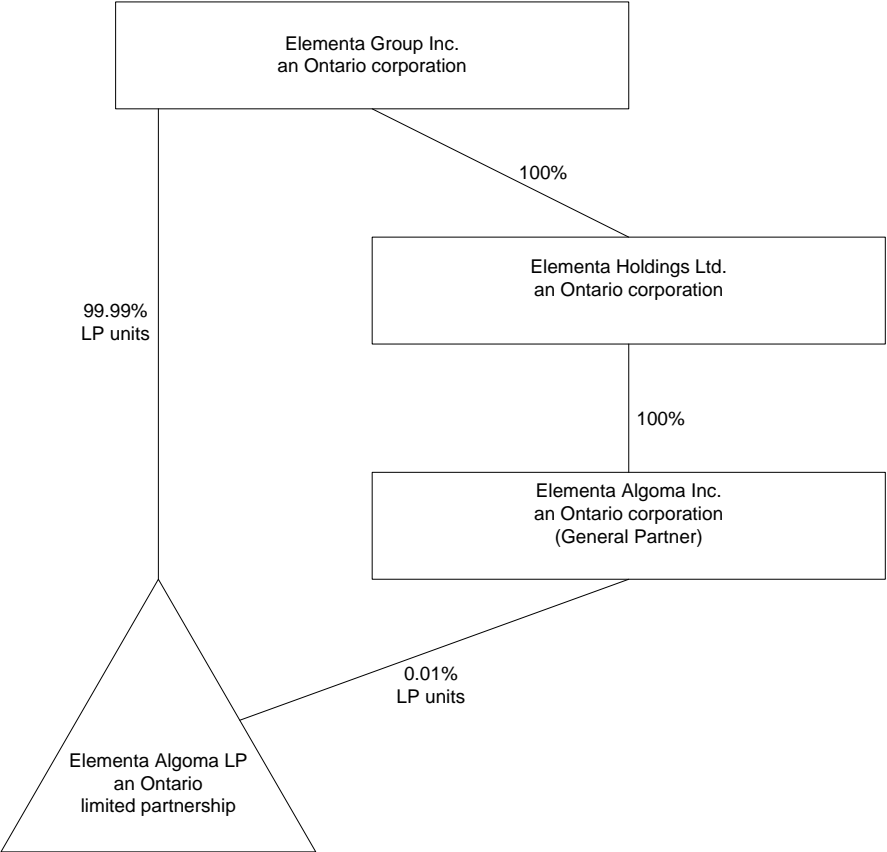 Elementa Group Inc.
an Ontario corporation
100%
Elementa Holdings Ltd.
an Ontario corporation
99.99%
LP units
100%
Elementa Algoma Inc.
an Ontario corporation
(General Partner)
0.01%
LP units
Elementa Algoma LP
an Ontario
limited partnership